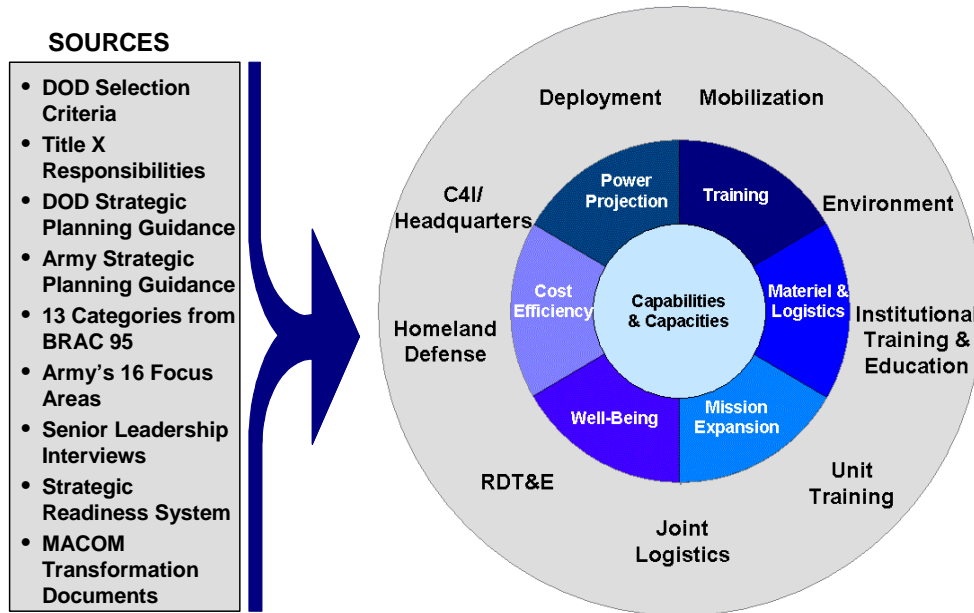 SOURCES
• DOD Selection
Criteria
• Title X
Responsibilities
• DOD Strategic
Planning Guidance
• Army Strategic
Planning Guidance
• 13 Categories from
BRAC 95
• Army’s 16 Focus
Areas
• Senior Leadership
Interviews
• Strategic
Readiness System
• MACOM
Transformation
Documents
Deployment
Mobilization
C4I/
Headquarters
Environment
Homeland
Defense
Institutional
Training &
Education
RDT&E
Unit
Training
Joint
Logistics
Power
Projection
Training
Cost
Efficiency
Materiel &
Logistics
Well-Being
Mission
Expansion
Capabilities
& Capacities